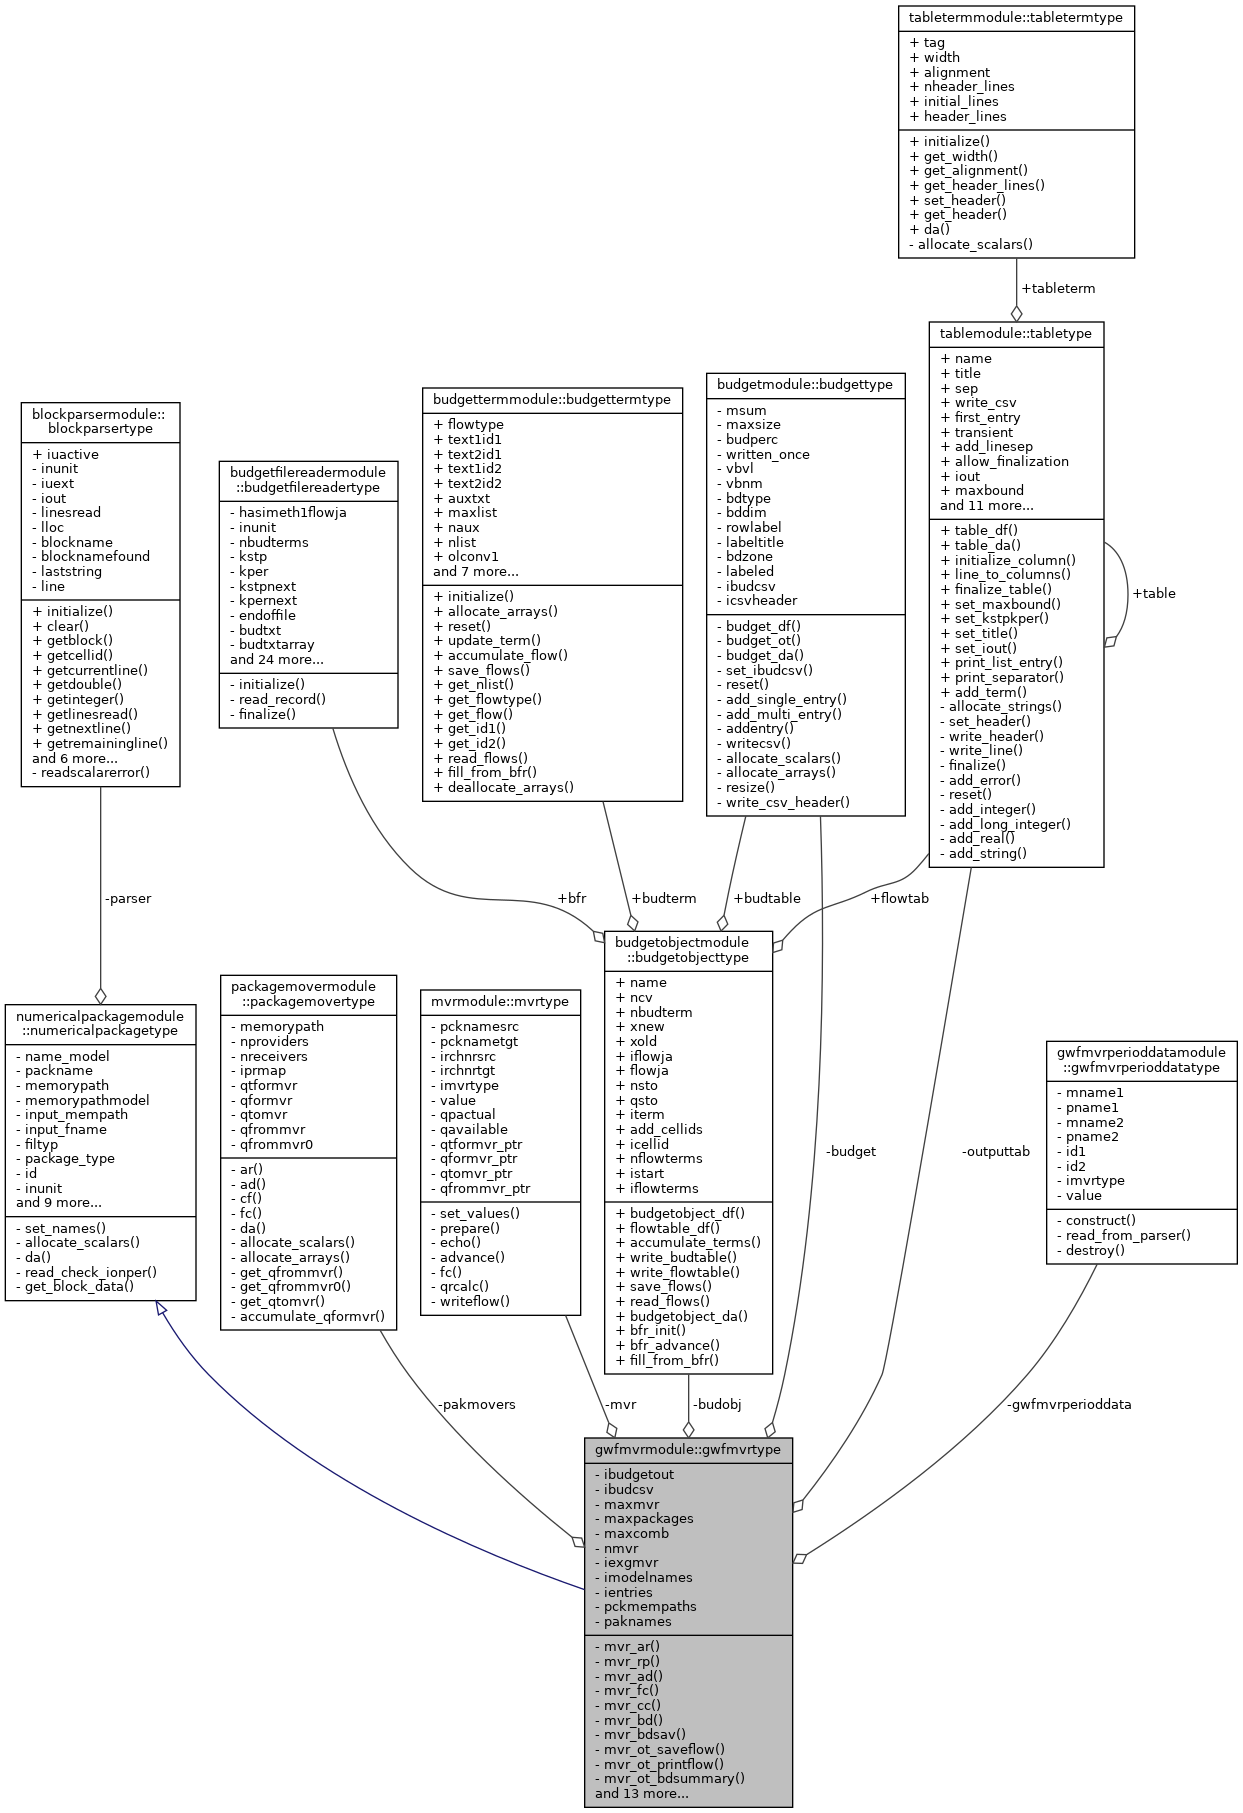 tabletermmodule::tabletermtype
+ tag
+ width
+ alignment
+ nheader_lines
+ initial_lines
+ header_lines
+ initialize()
+ get_width()
+ get_alignment()
+ get_header_lines()
+ set_header()
+ get_header()
+ da()
- allocate_scalars()
+tableterm
tablemodule::tabletype
+ name
+ title
+ sep
+ write_csv
+ first_entry
+ transient
+ add_linesep
+ allow_finalization
+ iout
+ maxbound
and 11 more...
+ table_df()
+ table_da()
+ initialize_column()
+ line_to_columns()
+ finalize_table()
+ set_maxbound()
+ set_kstpkper()
+ set_title()
+ set_iout()
+ print_list_entry()
+ print_separator()
+ add_term()
- allocate_strings()
- set_header()
- write_header()
- write_line()
- finalize()
- add_error()
- reset()
- add_integer()
- add_long_integer()
- add_real()
- add_string()
+table
budgetmodule::budgettype
- msum
- maxsize
- budperc
- written_once
- vbvl
- vbnm
- bdtype
- bddim
- rowlabel
- labeltitle
- bdzone
- labeled
- ibudcsv
- icsvheader
- budget_df()
- budget_ot()
- budget_da()
- set_ibudcsv()
- reset()
- add_single_entry()
- add_multi_entry()
- addentry()
- writecsv()
- allocate_scalars()
- allocate_arrays()
- resize()
- write_csv_header()
budgettermmodule::budgettermtype
+ flowtype
+ text1id1
+ text2id1
+ text1id2
+ text2id2
+ auxtxt
+ maxlist
+ naux
+ nlist
+ olconv1
and 7 more...
+ initialize()
+ allocate_arrays()
+ reset()
+ update_term()
+ accumulate_flow()
+ save_flows()
+ get_nlist()
+ get_flowtype()
+ get_flow()
+ get_id1()
+ get_id2()
+ read_flows()
+ fill_from_bfr()
+ deallocate_arrays()
blockparsermodule::
blockparsertype
+ iuactive
- inunit
- iuext
- iout
- linesread
- lloc
- blockname
- blocknamefound
- laststring
- line
+ initialize()
+ clear()
+ getblock()
+ getcellid()
+ getcurrentline()
+ getdouble()
+ getinteger()
+ getlinesread()
+ getnextline()
+ getremainingline()
and 6 more...
- readscalarerror()
budgetfilereadermodule
::budgetfilereadertype
- hasimeth1flowja
- inunit
- nbudterms
- kstp
- kper
- kstpnext
- kpernext
- endoffile
- budtxt
- budtxtarray
and 24 more...
- initialize()
- read_record()
- finalize()
-parser
+bfr
+budterm
+budtable
+flowtab
budgetobjectmodule
::budgetobjecttype
+ name
+ ncv
+ nbudterm
+ xnew
+ xold
+ iflowja
+ flowja
+ nsto
+ qsto
+ iterm
+ add_cellids
+ icellid
+ nflowterms
+ istart
+ iflowterms
+ budgetobject_df()
+ flowtable_df()
+ accumulate_terms()
+ write_budtable()
+ write_flowtable()
+ save_flows()
+ read_flows()
+ budgetobject_da()
+ bfr_init()
+ bfr_advance()
+ fill_from_bfr()
numericalpackagemodule
::numericalpackagetype
- name_model
- packname
- memorypath
- memorypathmodel
- input_mempath
- input_fname
- filtyp
- package_type
- id
- inunit
and 9 more...
- set_names()
- allocate_scalars()
- da()
- read_check_ionper()
- get_block_data()
packagemovermodule
::packagemovertype
- memorypath
- nproviders
- nreceivers
- iprmap
- qtformvr
- qformvr
- qtomvr
- qfrommvr
- qfrommvr0
- ar()
- ad()
- cf()
- fc()
- da()
- allocate_scalars()
- allocate_arrays()
- get_qfrommvr()
- get_qfrommvr0()
- get_qtomvr()
- accumulate_qformvr()
mvrmodule::mvrtype
- pcknamesrc
- pcknametgt
- irchnrsrc
- irchnrtgt
- imvrtype
- value
- qpactual
- qavailable
- qtformvr_ptr
- qformvr_ptr
- qtomvr_ptr
- qfrommvr_ptr
- set_values()
- prepare()
- echo()
- advance()
- fc()
- qrcalc()
- writeflow()
gwfmvrperioddatamodule
::gwfmvrperioddatatype
- mname1
- pname1
- mname2
- pname2
- id1
- id2
- imvrtype
- value
- construct()
- read_from_parser()
- destroy()
-budget
-outputtab
-pakmovers
-mvr
-budobj
-gwfmvrperioddata
gwfmvrmodule::gwfmvrtype
- ibudgetout
- ibudcsv
- maxmvr
- maxpackages
- maxcomb
- nmvr
- iexgmvr
- imodelnames
- ientries
- pckmempaths
- paknames
- mvr_ar()
- mvr_rp()
- mvr_ad()
- mvr_fc()
- mvr_cc()
- mvr_bd()
- mvr_bdsav()
- mvr_ot_saveflow()
- mvr_ot_printflow()
- mvr_ot_bdsummary()
and 13 more...